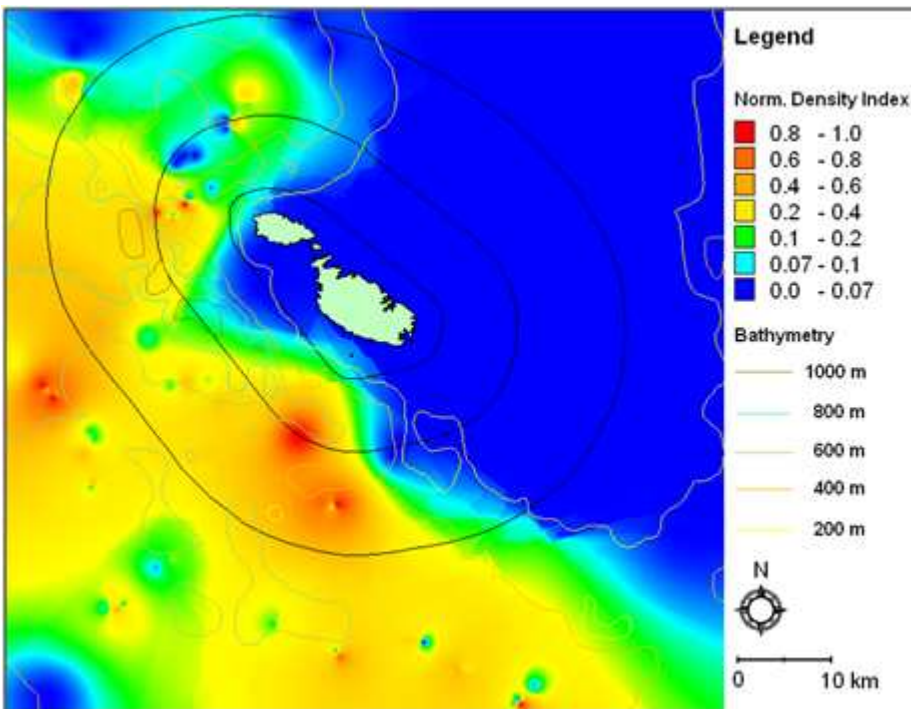 Legend
Norm. Density Index
0.8 - 1.0
0.6 - 0.8
0.4 - 0.6
0.2 - 0.4
0.1 - 0.2
0.07 - 0.1
0.0 - 0.07
Bathymetry
1000 m
800 m
600 m
400 m
200 m
N
0 10 km